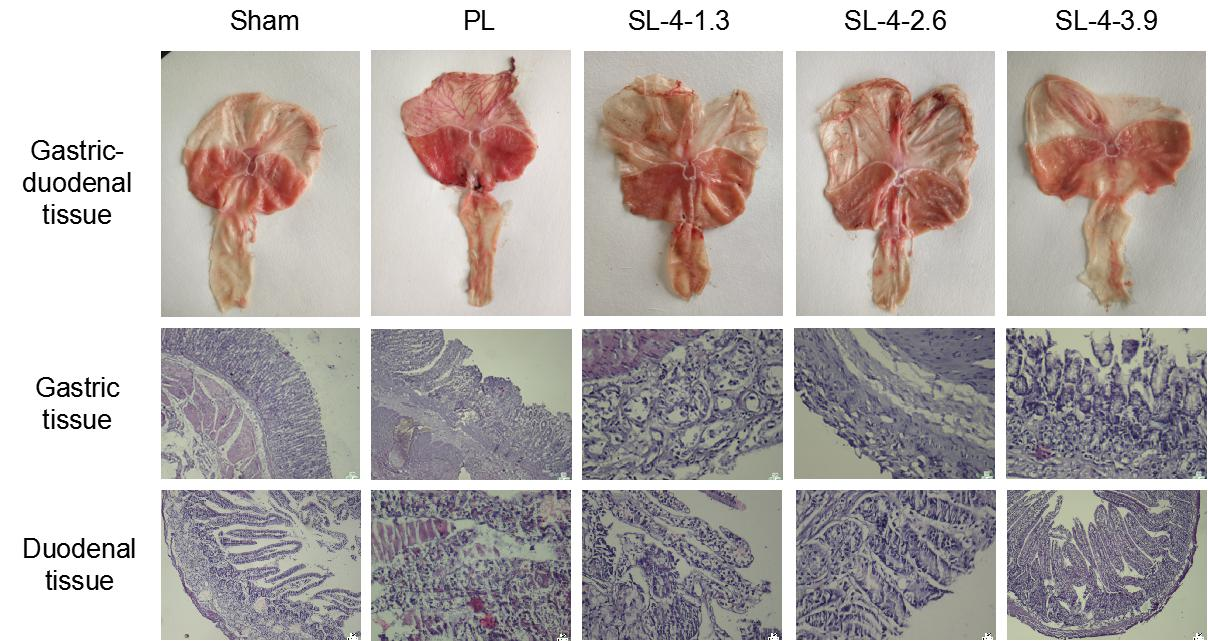 Sham PL SL-4-1.3 SL-4-2.6 SL-4-3.9
Gastric-
duodenal
tissue
Gastric
tissue
Duodenal
tissue